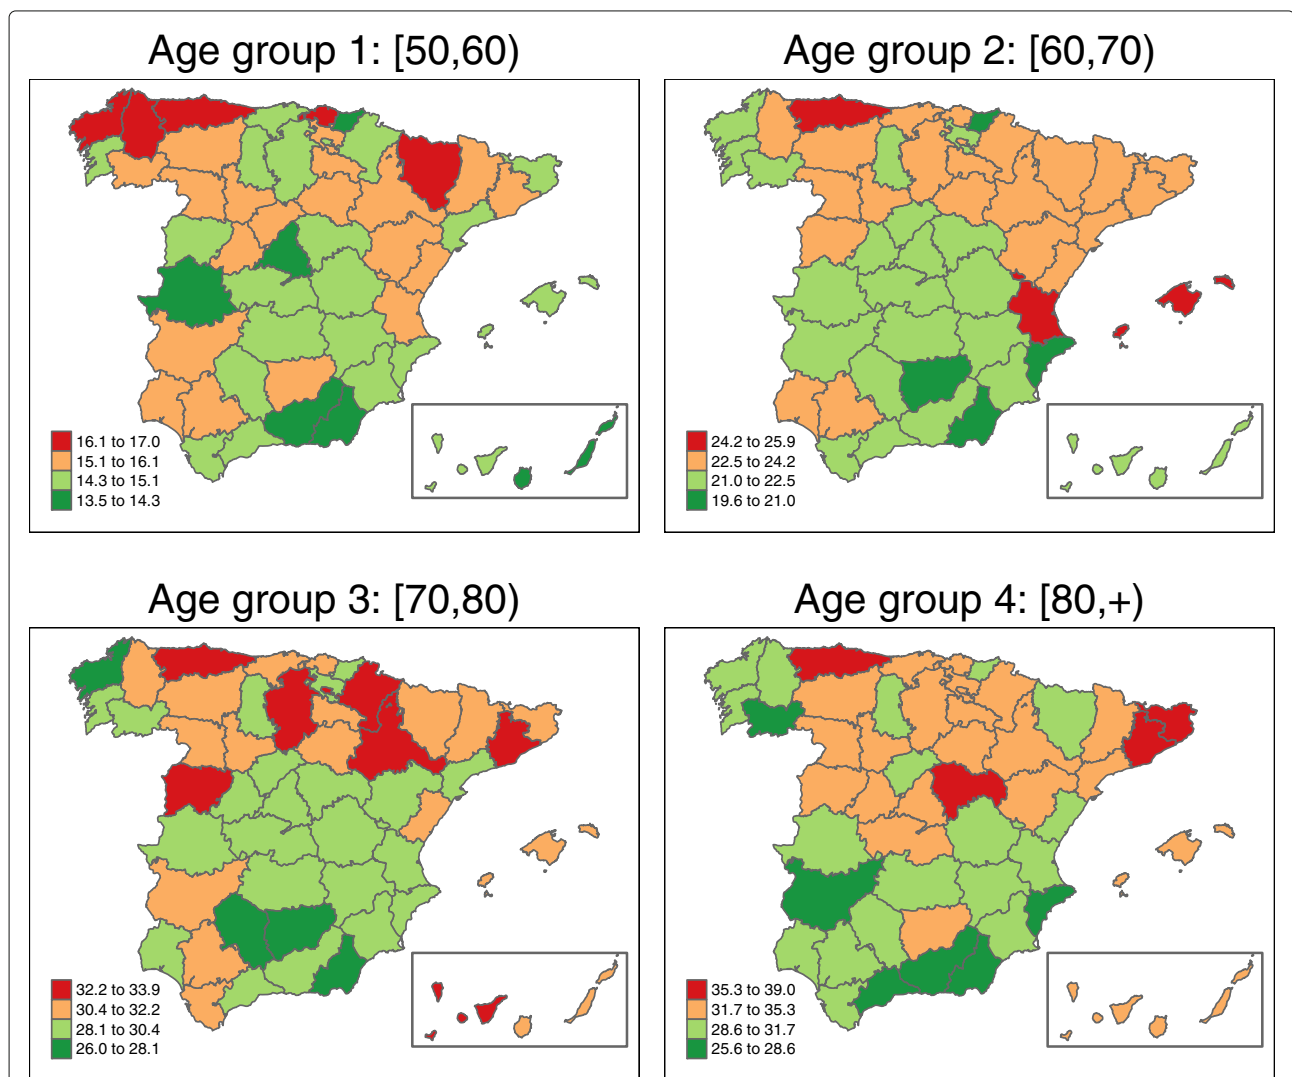 Age group 1: [50,60)
16.1 to 17.0
15.1 to 16.1
14.3 to 15.1
13.5 to 14.3
Age group 2: [60,70)
24.2 to 25.9
22.5 to 24.2
21.0 to 22.5
19.6 to 21.0
Age group 3: [70,80)
32.2 to 33.9
30.4 to 32.2
28.1 to 30.4
26.0 to 28.1
Age group 4: [80,+)
35.3 to 39.0
31.7 to 35.3
28.6 to 31.7
25.6 to 28.6